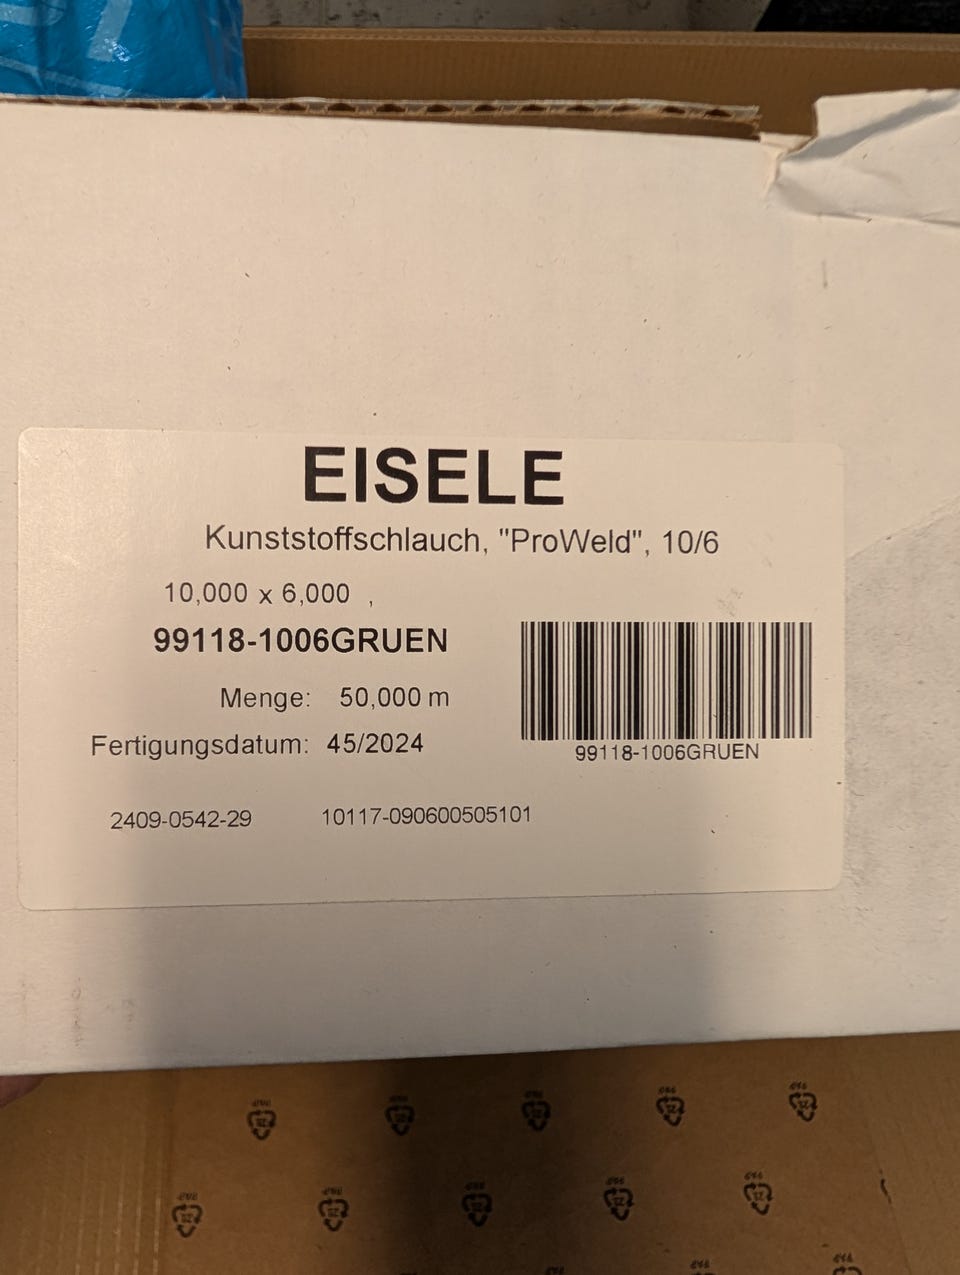 EISELE
Kunststoffschlauch, "ProWeld", 10/6
10,000 x 6,000 ,
99118-1006GRUEN
Menge: 50,000 m
Fertigungsdatum: 45/2024
99118-1006GRUEN
2409-0542-29 10117-090600505101